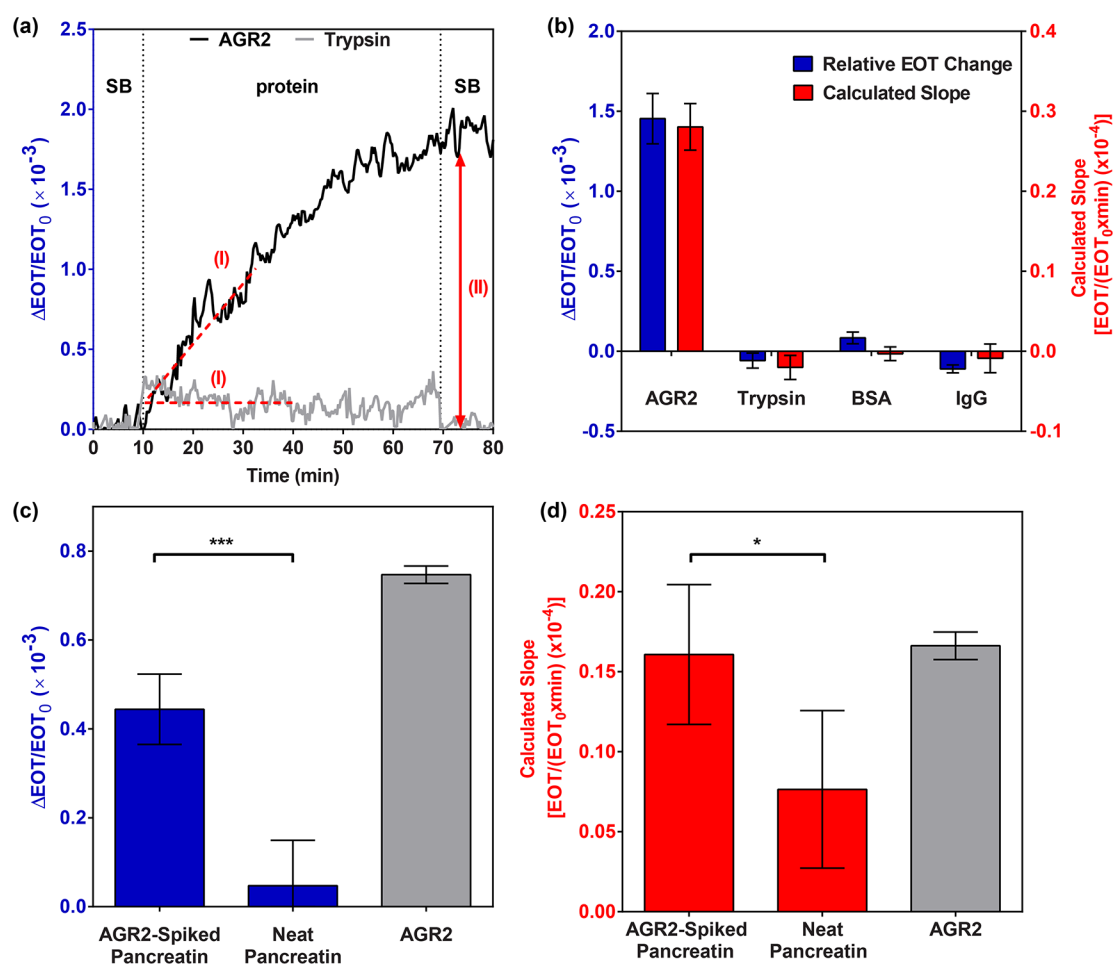 (a)
AGR2 Trypsin
SB protein SB
2.5
2.0
1.5
1.0
0.5
0.0
ΔEOT/EOT0 (×10-3)
(I)
(I)
(II)
0 10 20 30 40 50 60 70 80
Time (min)
(b)
Relative EOT Change
Calculated Slope
2.0
1.5
1.0
0.5
0.0
-0.5
ΔEOT/EOT0 (×10-3)
0.4
0.3
0.2
0.1
0.0
-0.1
Calculated Slope
[EOT/(EOT0xmin) (x10-4)]
AGR2 Trypsin BSA IgG
(c)
***
0.8
0.6
0.4
0.2
0.0
ΔEOT/EOT0 (×10-3)
AGR2-Spiked Neat AGR2
Pancreatin Pancreatin
(d)
*
0.25
0.20
0.15
0.10
0.05
0.00
Calculated Slope
[EOT/(EOT0xmin) (x10-4)]
AGR2-Spiked Neat AGR2
Pancreatin Pancreatin